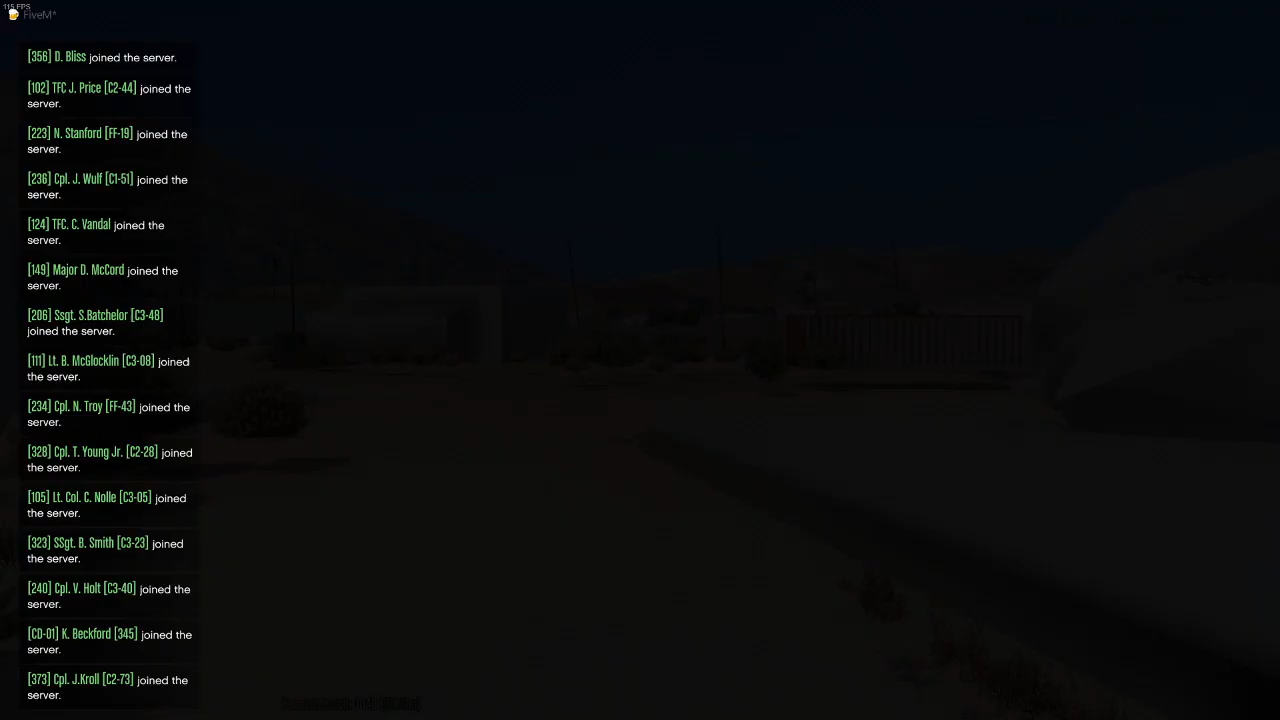 115 FPS
FiveM*
[356] D. Bliss joined the server.
[102] TFC J. Price [C2-44] joined the
server.
[223] N. Stanford [FF-19] joined the
server.
[236] Cpl. J. Wulf [C1-51] joined the
server.
[124] TFC. C. Vandal joined the
server.
[149] Major D. McCord joined the
server.
[206] Ssgt. S.Batchelor [C3-48]
joined the server.
[111] Lt. B. McGlocklin [C3-08] joined
the server.
[234] Cpl. N. Troy [FF-43] joined the
server.
[328] Cpl. T. Young Jr. [C2-28] joined
the server.
[105] Lt. Col. C. Nolle [C3-05] joined
the server.
[323] SSgt. B. Smith [C3-23] joined
the server.
[240] Cpl. V. Holt [C3-40] joined the
server.
[CD-01] K. Beckford [345] joined the
server.
[373] Cpl. J.Kroll [C2-73] joined the
server.